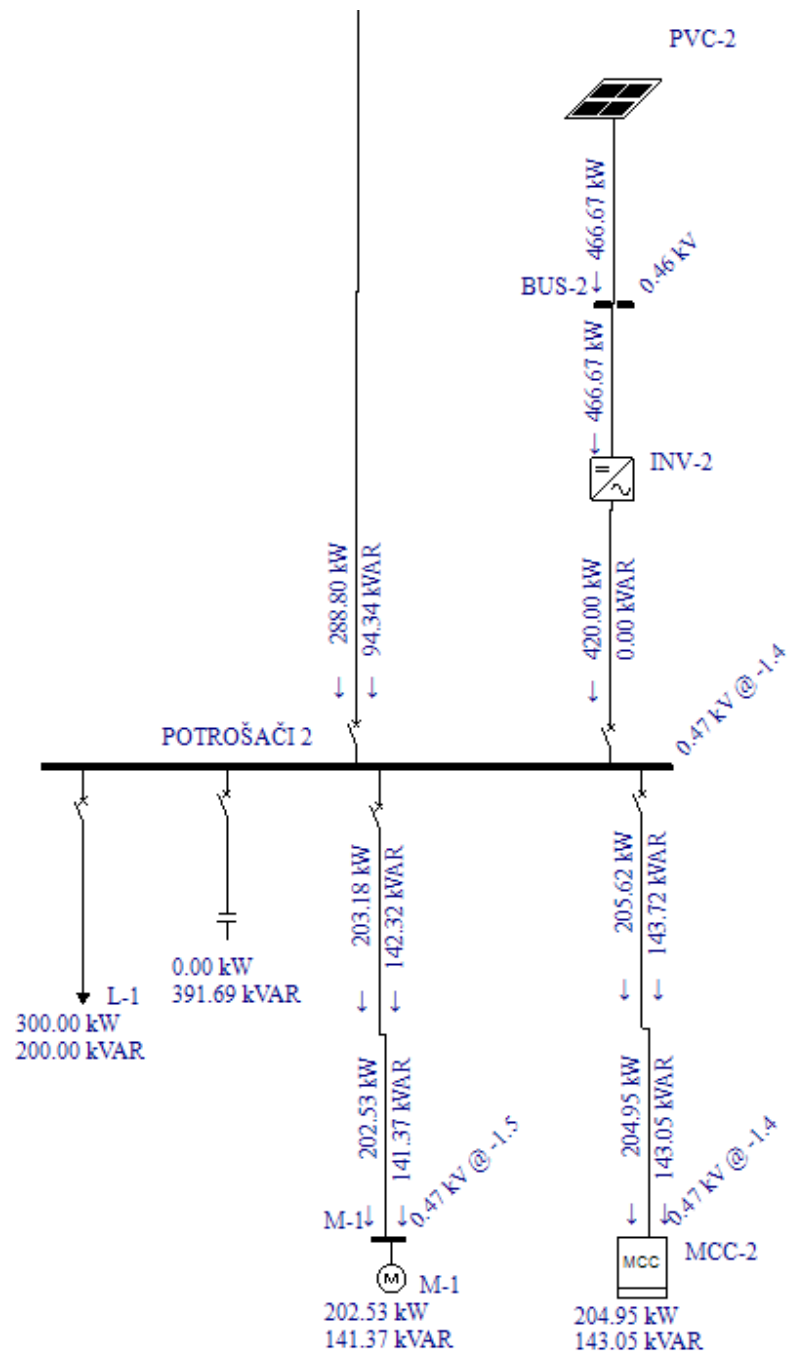 PVC-2
466.67 kW
↓
BUS-2
0.46 kV
466.67 kW
↓
INV-2
288.80 kW
94.34 kVAR
↓ ↓
420.00 kW
0.00 kVAR
↓
POTROŠAČI 2
0.47 kV @ -1.4
L-1
300.00 kW
200.00 kVAR
0.00 kW
391.69 kVAR
203.18 kW
142.32 kVAR
↓ ↓
205.62 kW
143.72 kVAR
↓ ↓
202.53 kW
141.37 kVAR
↓ ↓
0.47 kV @ -1.5
204.95 kW
143.05 kVAR
↓ ↓
0.47 kV @ -1.4
M-1
M
M-1
202.53 kW
141.37 kVAR
MCC
MCC-2
204.95 kW
143.05 kVAR